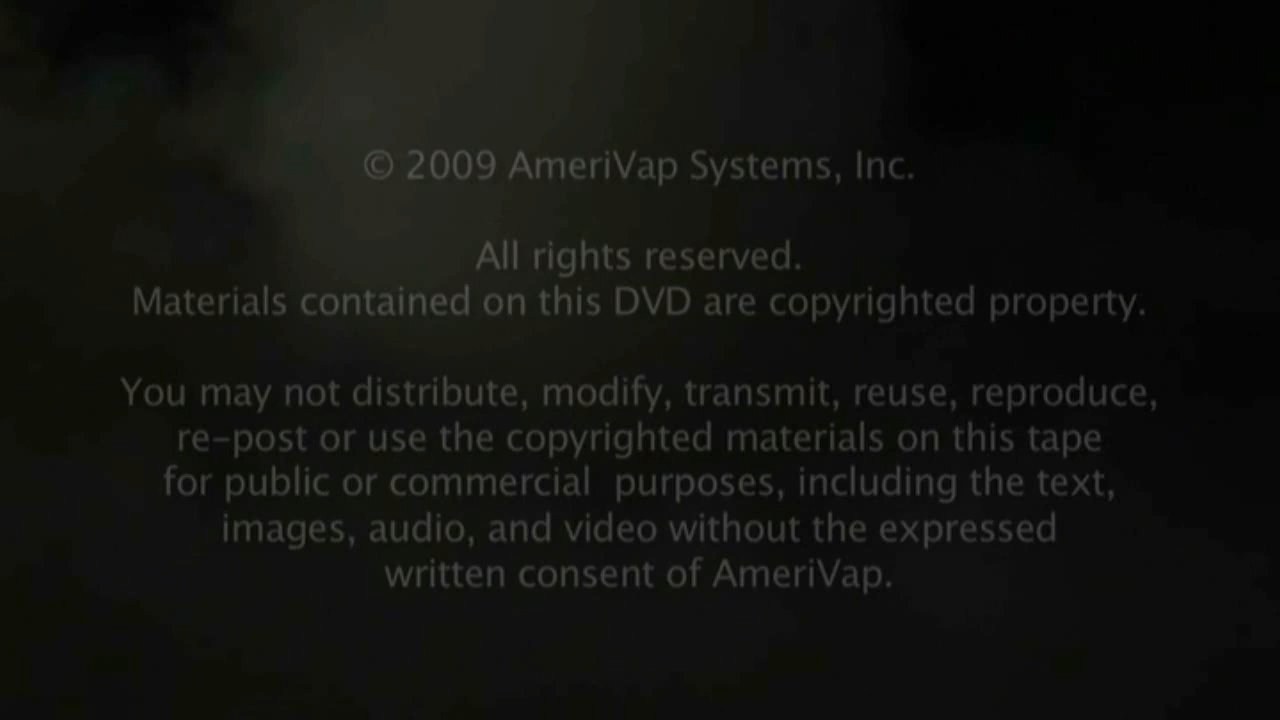 © 2009 AmeriVap Systems, Inc.
All rights reserved.
Materials contained on this DVD are copyrighted property.
You may not distribute, modify, transmit, reuse, reproduce,
re-post or use the copyrighted materials on this tape
for public or commercial  purposes, including the text,
images, audio, and video without the expressed
written consent of AmeriVap.